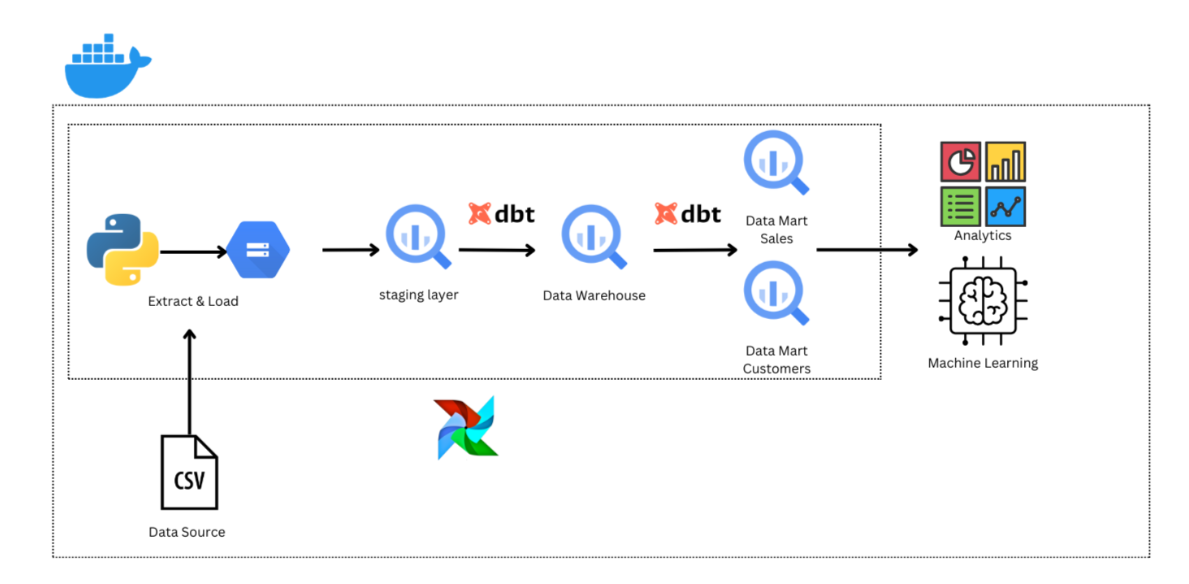 dbt
dbt
Data Mart
Sales
Analytics
Extract & Load
staging layer
Data Warehouse
Data Mart
Customers
Machine Learning
CSV
Data Source